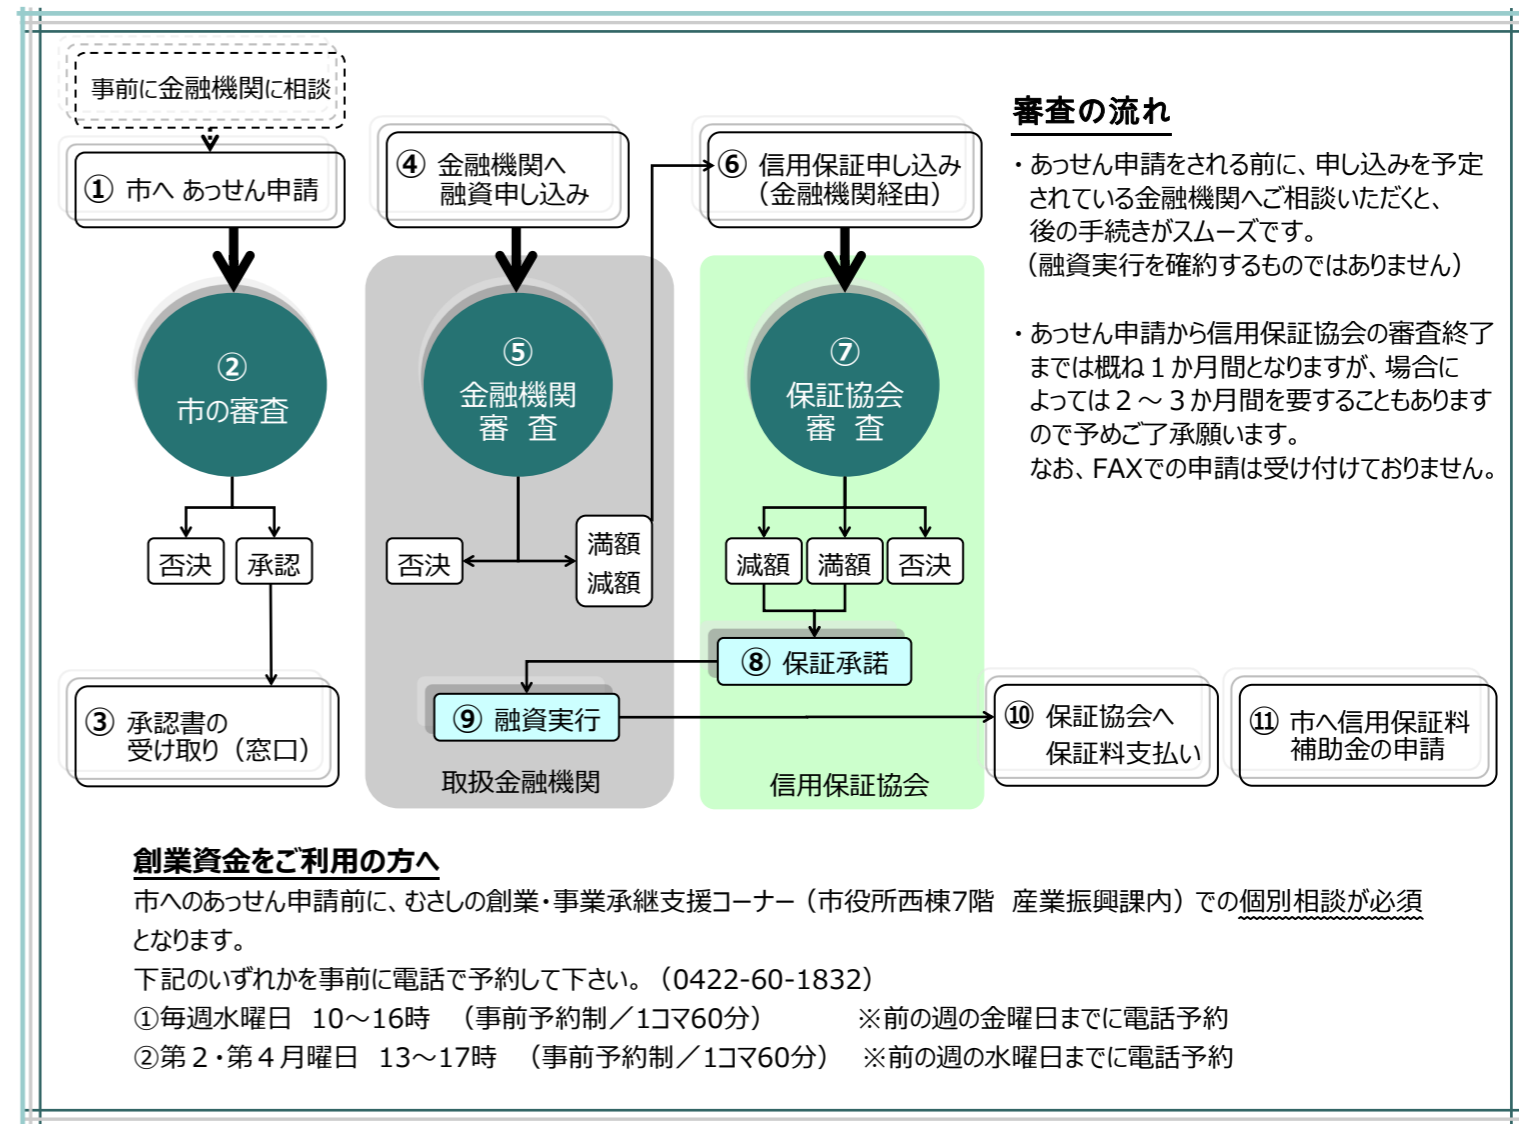 事前に金融機関に相談
① 市へ あっせん申請
②
市の審査
否決
承認
③ 承認書の
受け取り（窓口）
④ 金融機関へ
融資申し込み
⑤
金融機関
審 査
否決
満額
減額
⑥ 信用保証申し込み
（金融機関経由）
⑦
保証協会
審 査
減額
満額
否決
⑧ 保証承諾
⑨ 融資実行
取扱金融機関
信用保証協会
⑩ 保証協会へ
保証料支払い
⑪ 市へ信用保証料
補助金の申請
審査の流れ
・あっせん申請をされる前に、申し込みを予定
されている金融機関へご相談いただくと、
後の手続きがスムーズです。
（融資実行を確約するものではありません）
・あっせん申請から信用保証協会の審査終了
までは概ね１か月間となりますが、場合に
よっては２～３か月間を要することもあります
ので予めご了承願います。
なお、FAXでの申請は受け付けておりません。
創業資金をご利用の方へ
市へのあっせん申請前に、むさしの創業・事業承継支援コーナー（市役所西棟7階　産業振興課内）での個別相談が必須
となります。
下記のいずれかを事前に電話で予約して下さい。（0422-60-1832）
①毎週水曜日　10～16時　（事前予約制／1コマ60分）　※前の週の金曜日までに電話予約
②第２・第４月曜日　13～17時　（事前予約制／1コマ60分）　※前の週の水曜日までに電話予約